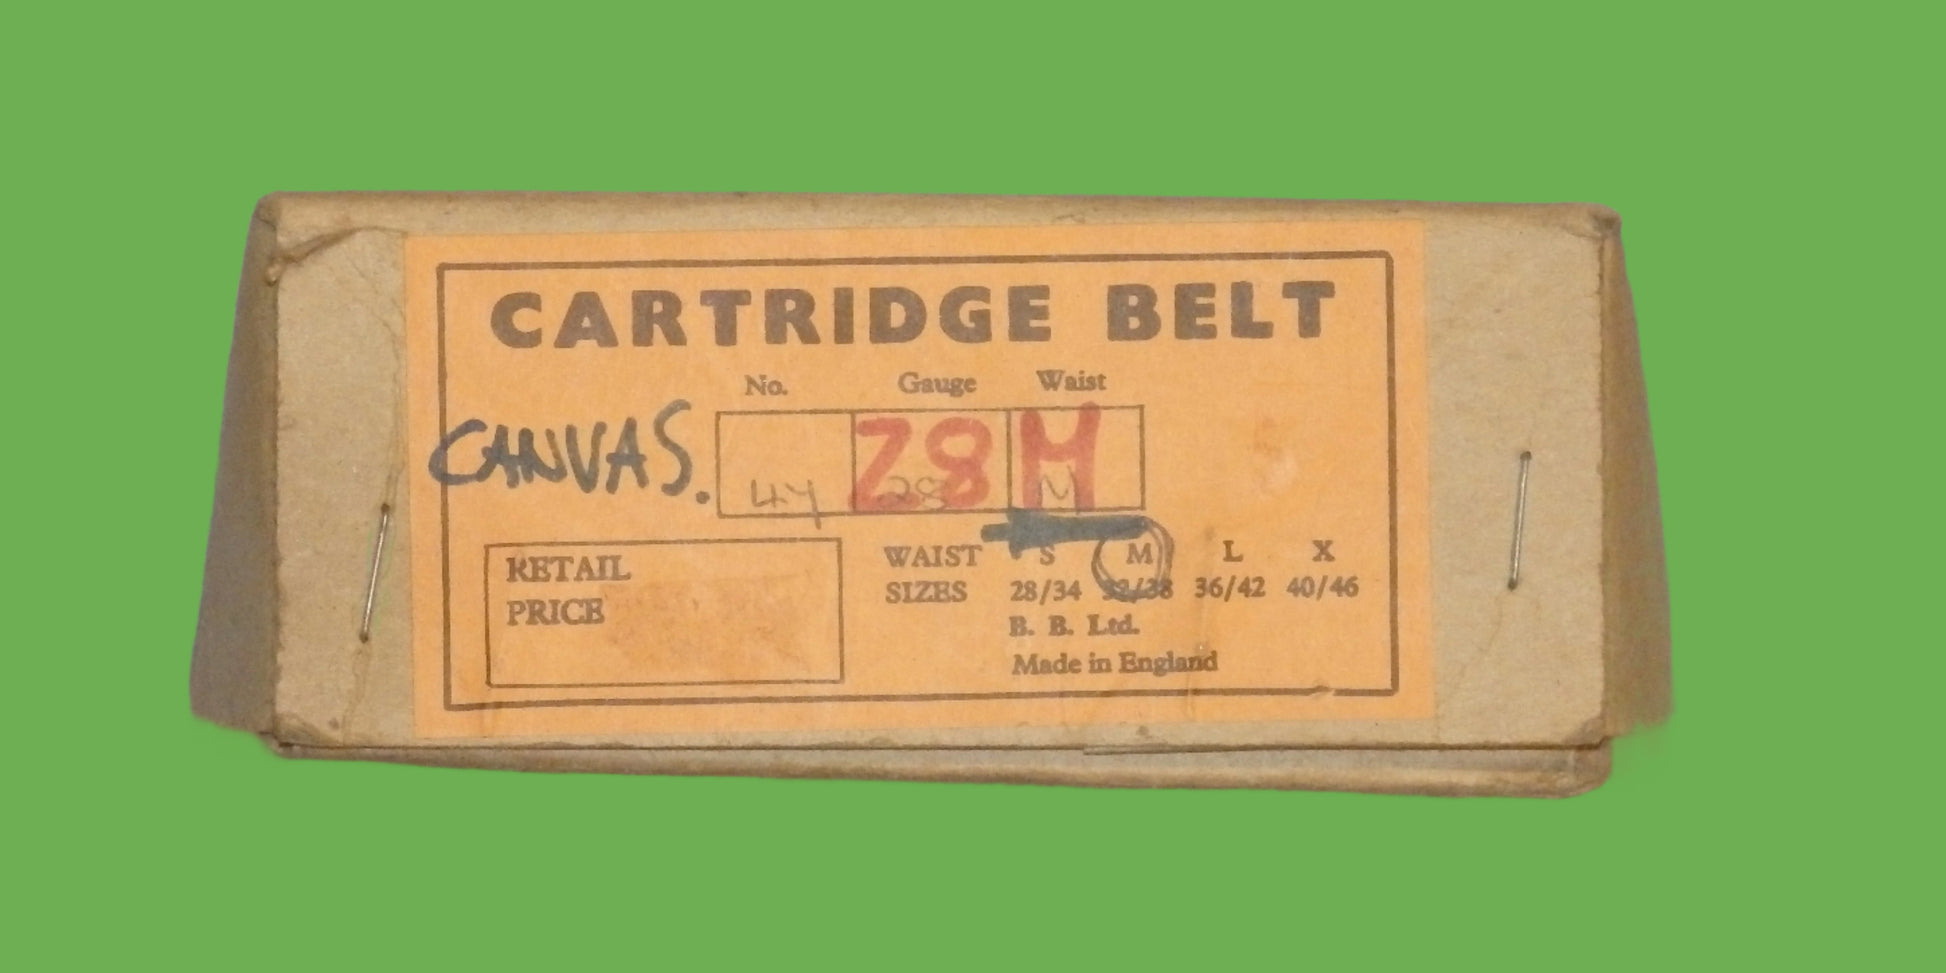 CARTRIDGE BELT
No. Gauge Waist
CANVAS. 28 M
28 M
RETAIL
PRICE
WAIST S M L X
SIZES 28/34 32/38 36/42 40/46
B. B. Ltd.
Made in England